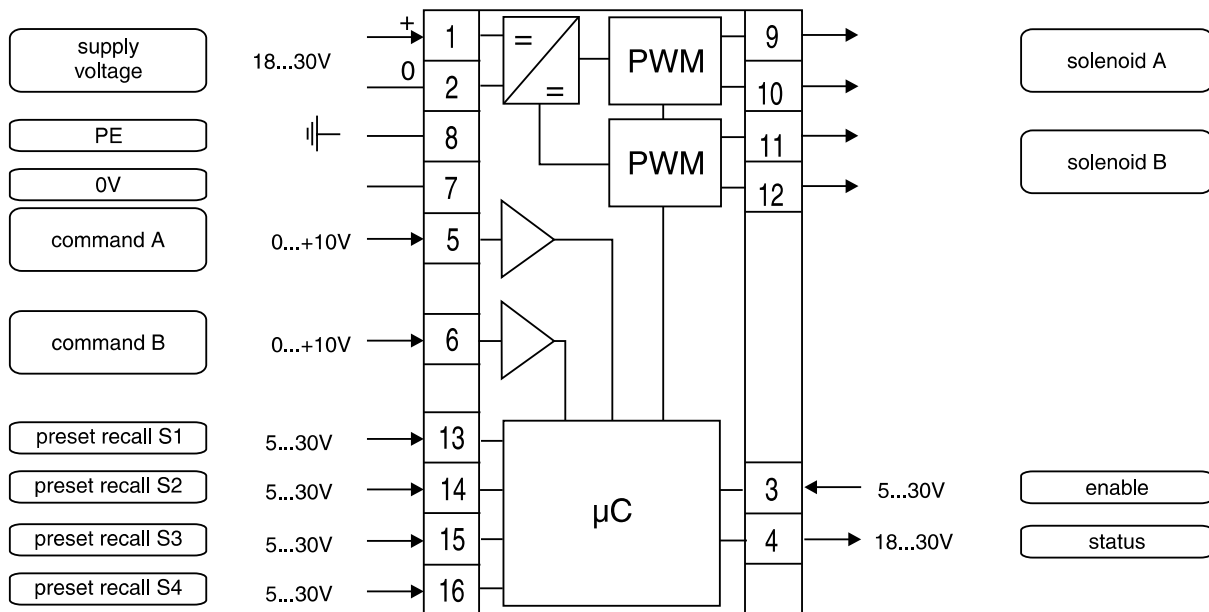 supply
voltage
18...30V
+
0
1
2
=
=
PWM
9
10
solenoid A
PE
8
PWM
11
12
solenoid B
0V
7
command A
0...+10V
5
command B
0...+10V
6
preset recall S1
5...30V
13
preset recall S2
5...30V
14
µC
3
5...30V
enable
preset recall S3
5...30V
15
4
18...30V
status
preset recall S4
5...30V
16